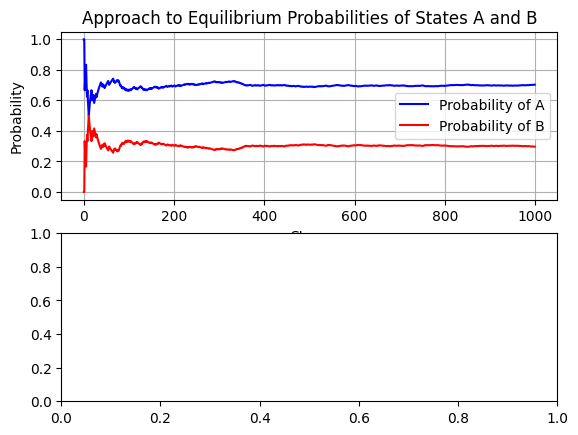 Approach to Equilibrium Probabilities of States A and B
1.0
0.8
0.6
0.4
0.2
0.0
Probability
Probability of A
Probability of B
0 200 400 600 800 1000
1.0
0.8
0.6
0.4
0.2
0.0
0.0 0.2 0.4 0.6 0.8 1.0